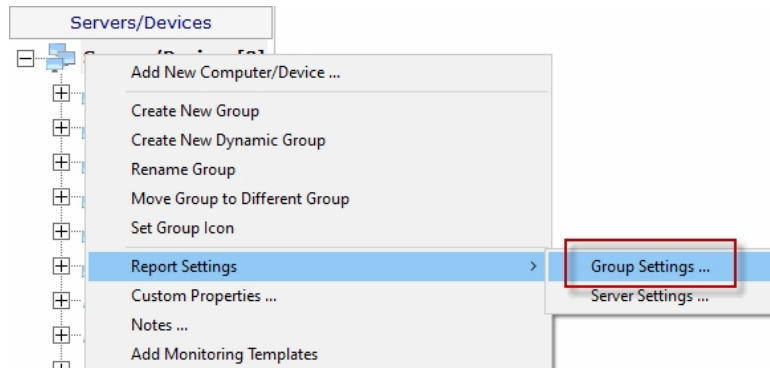 Servers/Devices
Add New Computer/Device ...
Create New Group
Create New Dynamic Group
Rename Group
Move Group to Different Group
Set Group Icon
Report Settings
Group Settings ...
Custom Properties ...
Server Settings ...
Notes ...
Add Monitoring Templates